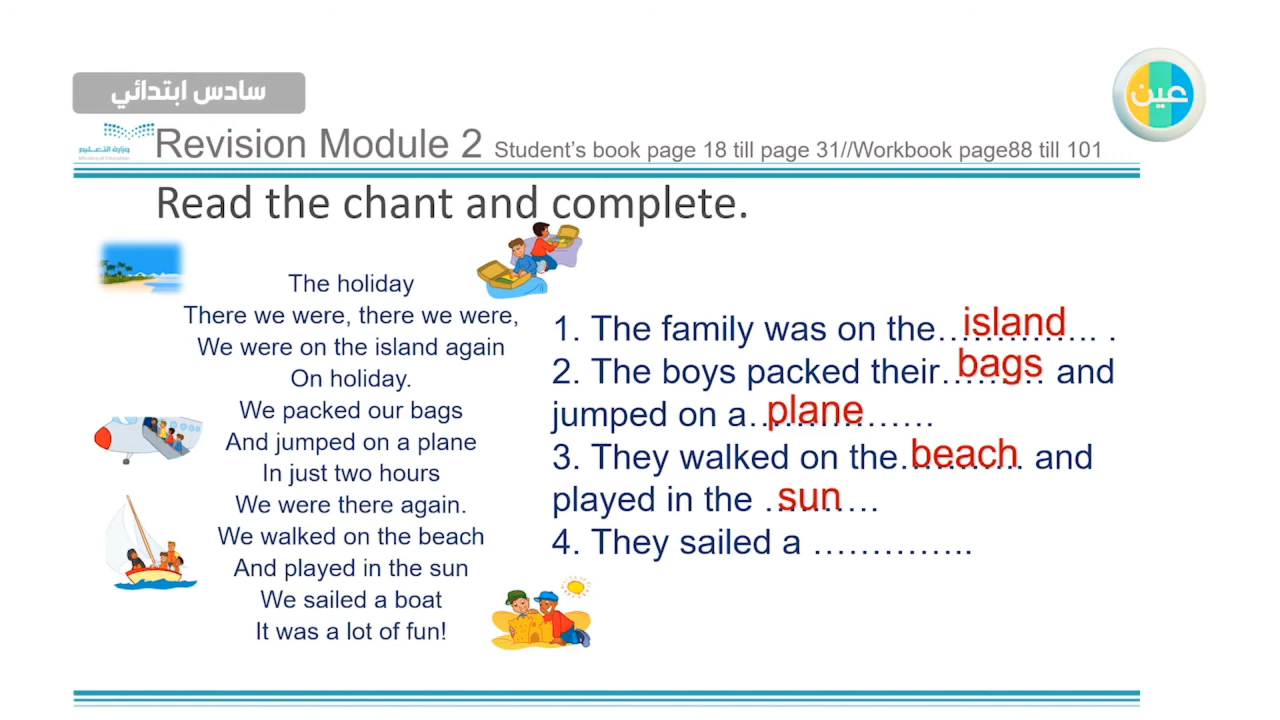 سادس ابتدائي
عين
وزارة التعليم
Ministry of Education
Revision Module 2 Student's book page 18 till page 31//Workbook page88 till 101
Read the chant and complete.
The holiday
There we were, there we were,
We were on the island again
On holiday.
We packed our bags
And jumped on a plane
In just two hours
We were there again.
We walked on the beach
And played in the sun
We sailed a boat
It was a lot of fun!
1. The family was on the…island……….. .
2. The boys packed their…bags…… and
jumped on a…plane……………
3. They walked on the…beach……… and
played in the …sun………
4. They sailed a …………..